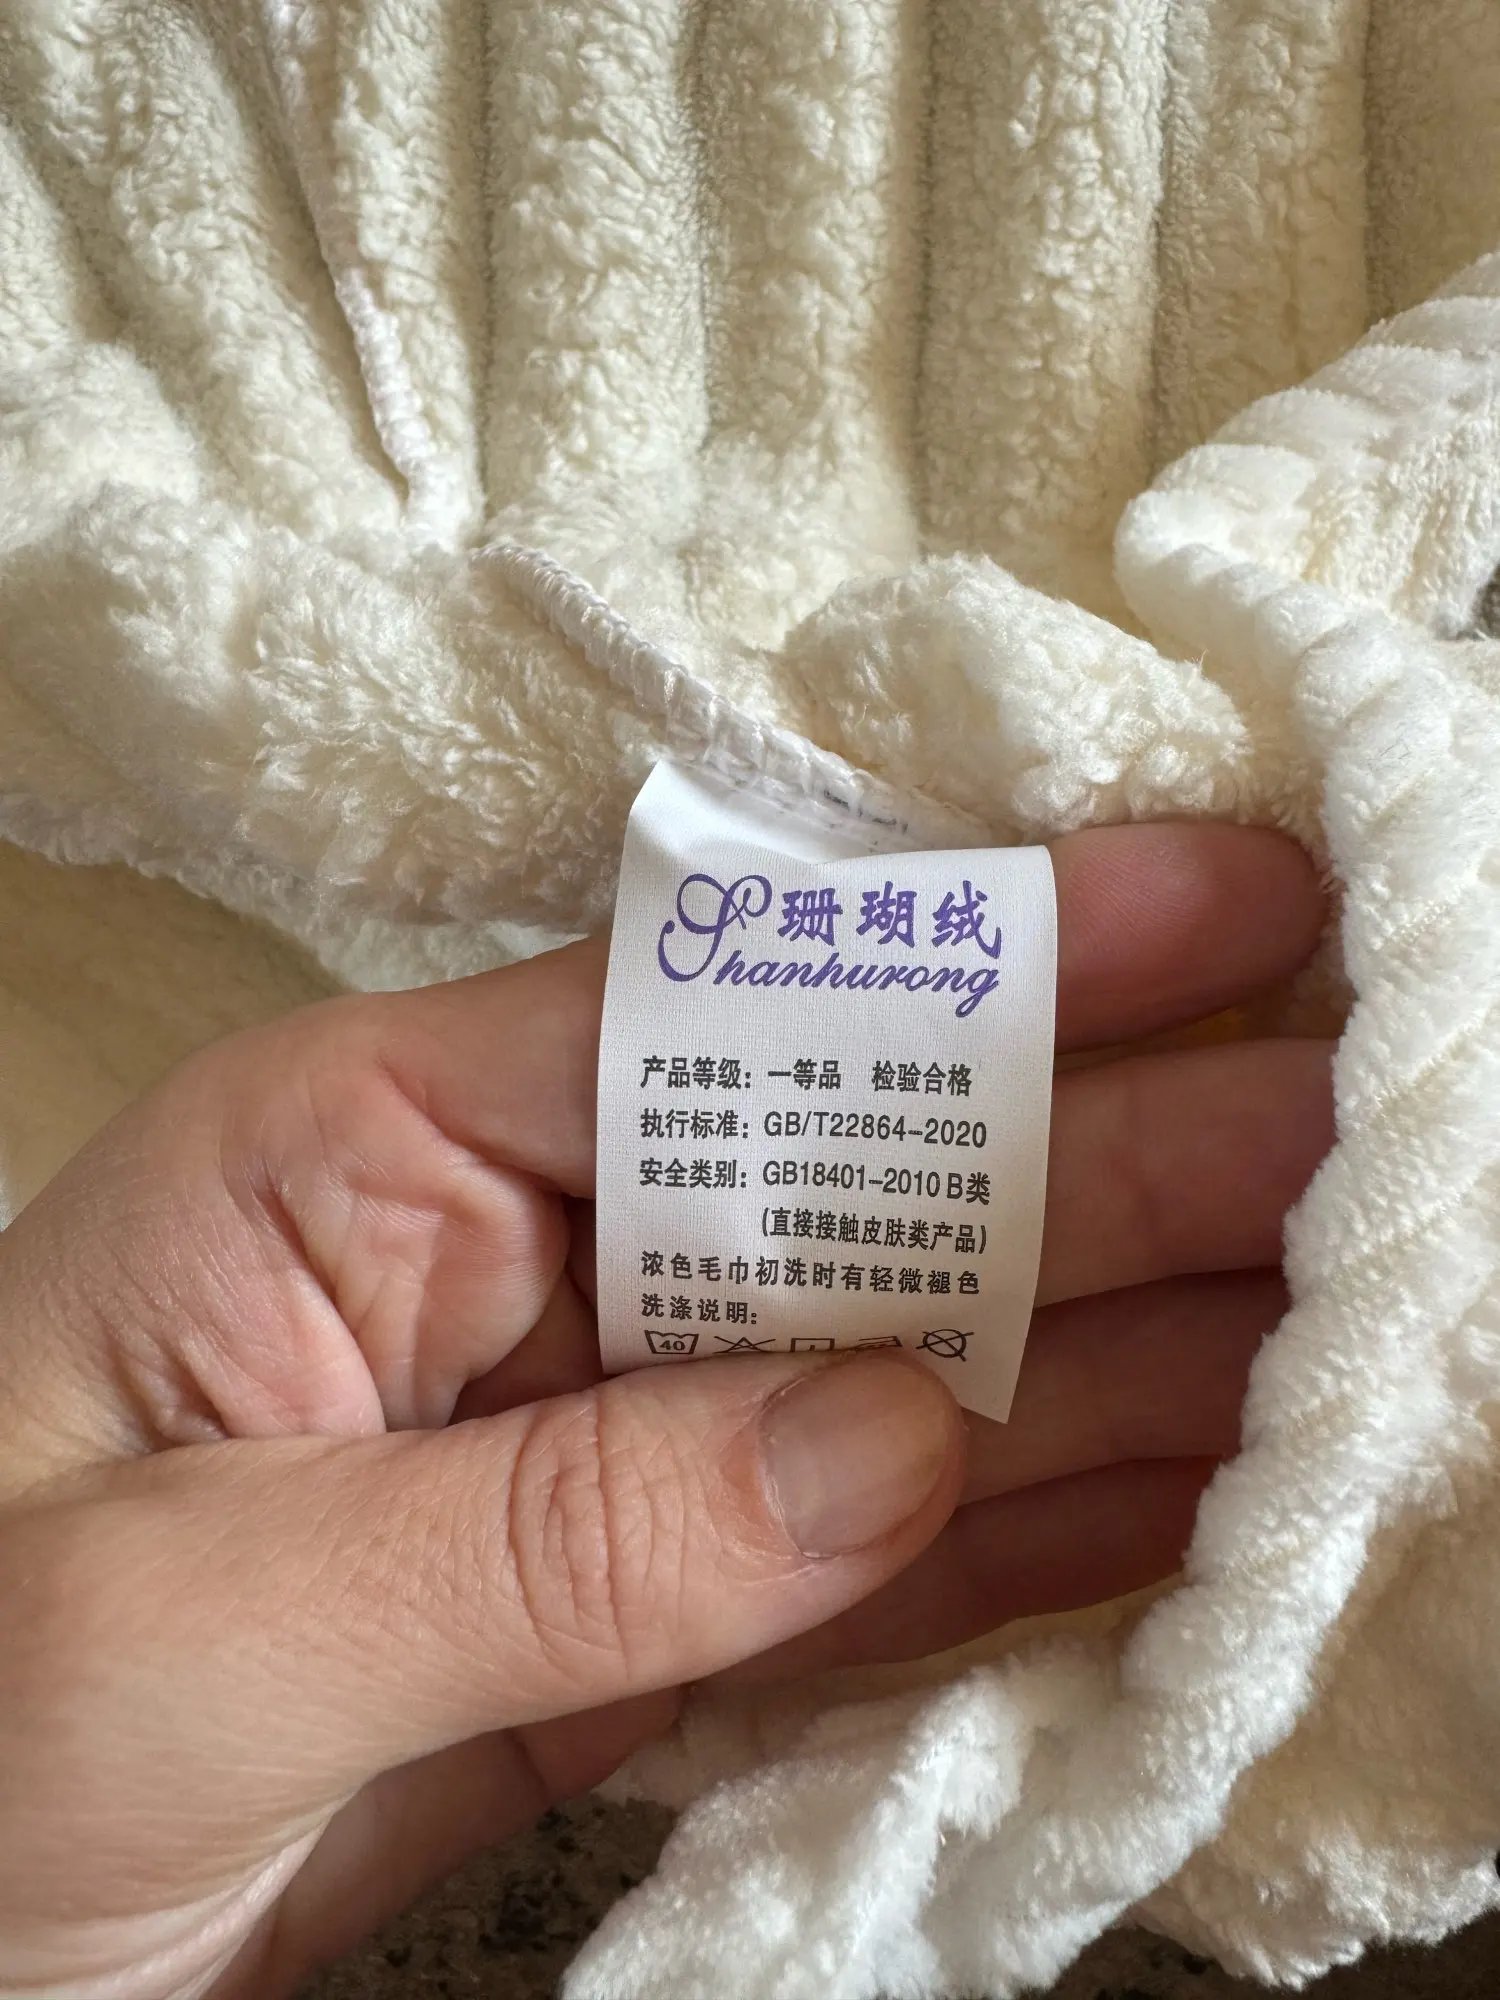 珊瑚绒
Shanhurong
产品等级：一等品 检验合格
执行标准：GB/T22864-2020
安全类别：GB18401-2010 B类
(直接接触皮肤类产品)
浓色毛巾初洗时有轻微褪色
洗涤说明：
40